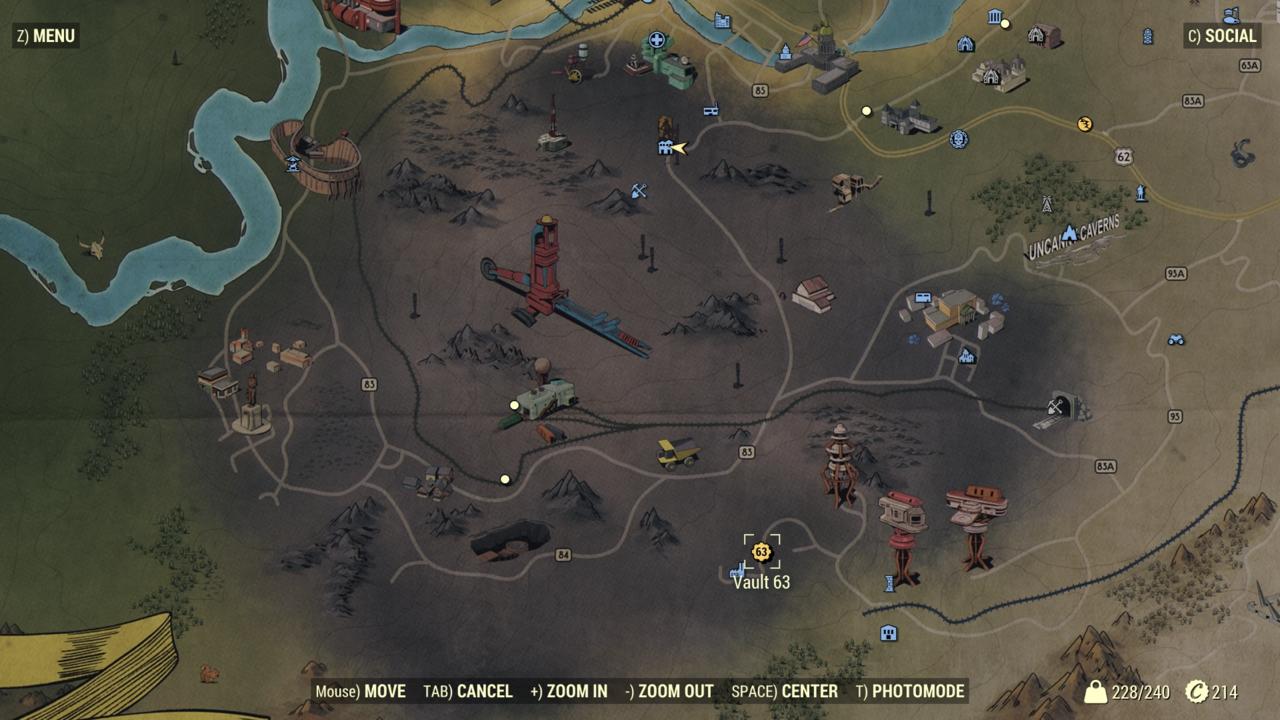 Z) MENU
C) SOCIAL
63A
85
83A
62
UNCANNY CAVERNS
93A
83
93
83
83A
84
63
Vault 63
Mouse) MOVE TAB) CANCEL +) ZOOM IN -) ZOOM OUT SPACE) CENTER T) PHOTOMODE
228/240 214